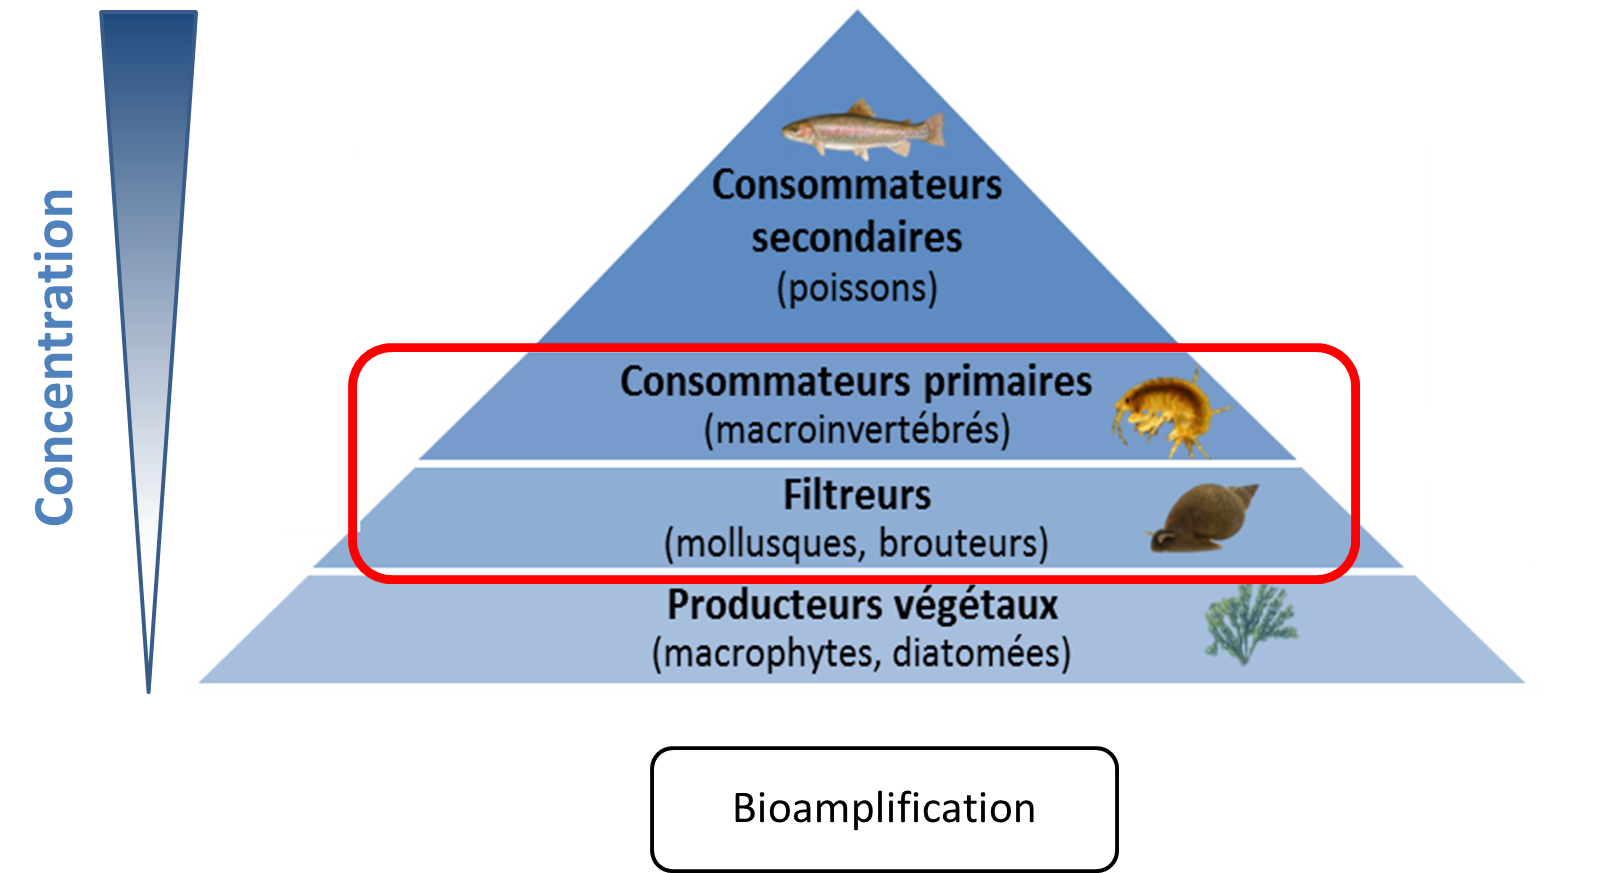 Concentration
Consommateurs
secondaires
(poissons)
Consommateurs primaires
(macroinvertébrés)
Filtreurs
(mollusques, brouteurs)
Producteurs végétaux
(macrophytes, diatomées)
Bioamplification